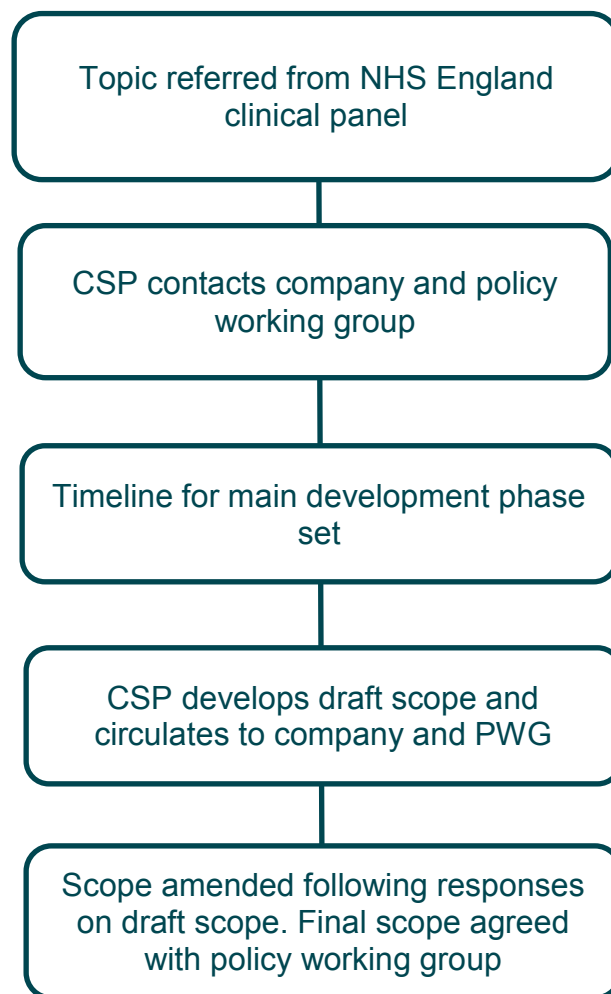 Topic referred from NHS England
clinical panel
CSP contacts company and policy
working group
Timeline for main development phase
set
CSP develops draft scope and
circulates to company and PWG
Scope amended following responses
on draft scope. Final scope agreed
with policy working group